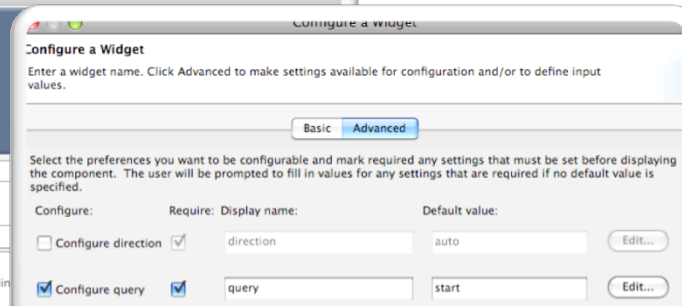 Configure a Widget
Configure a Widget
Enter a widget name. Click Advanced to make settings available for configuration and/or to define input
values.
Basic Advanced
Select the preferences you want to be configurable and mark required any settings that must be set before displaying
the component. The user will be prompted to fill in values for any settings that are required if no default value is
specified.
Configure: Require: Display name: Default value:
Configure direction direction auto Edit...
in Configure query query start Edit...